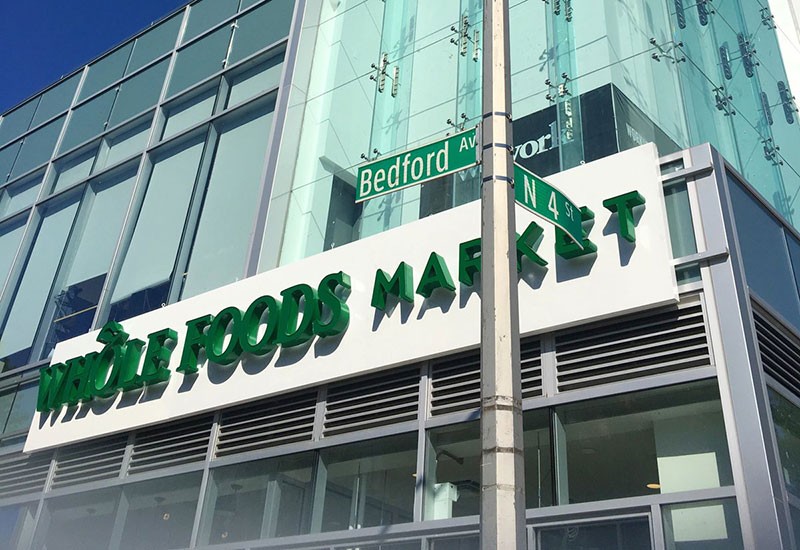 Bedford Av
N 4 St
WHOLE FOODS MARKET